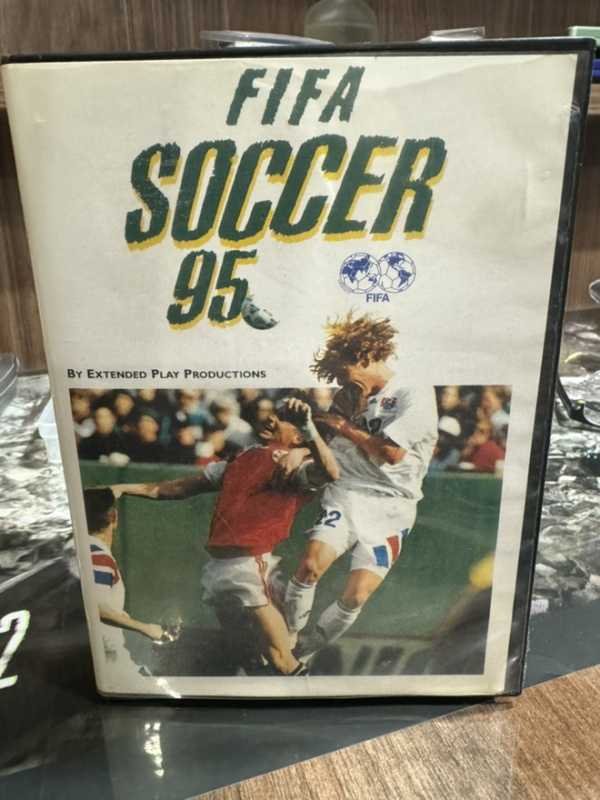 FIFA
SOCCER
95
FIFA
BY EXTENDED PLAY PRODUCTIONS
22